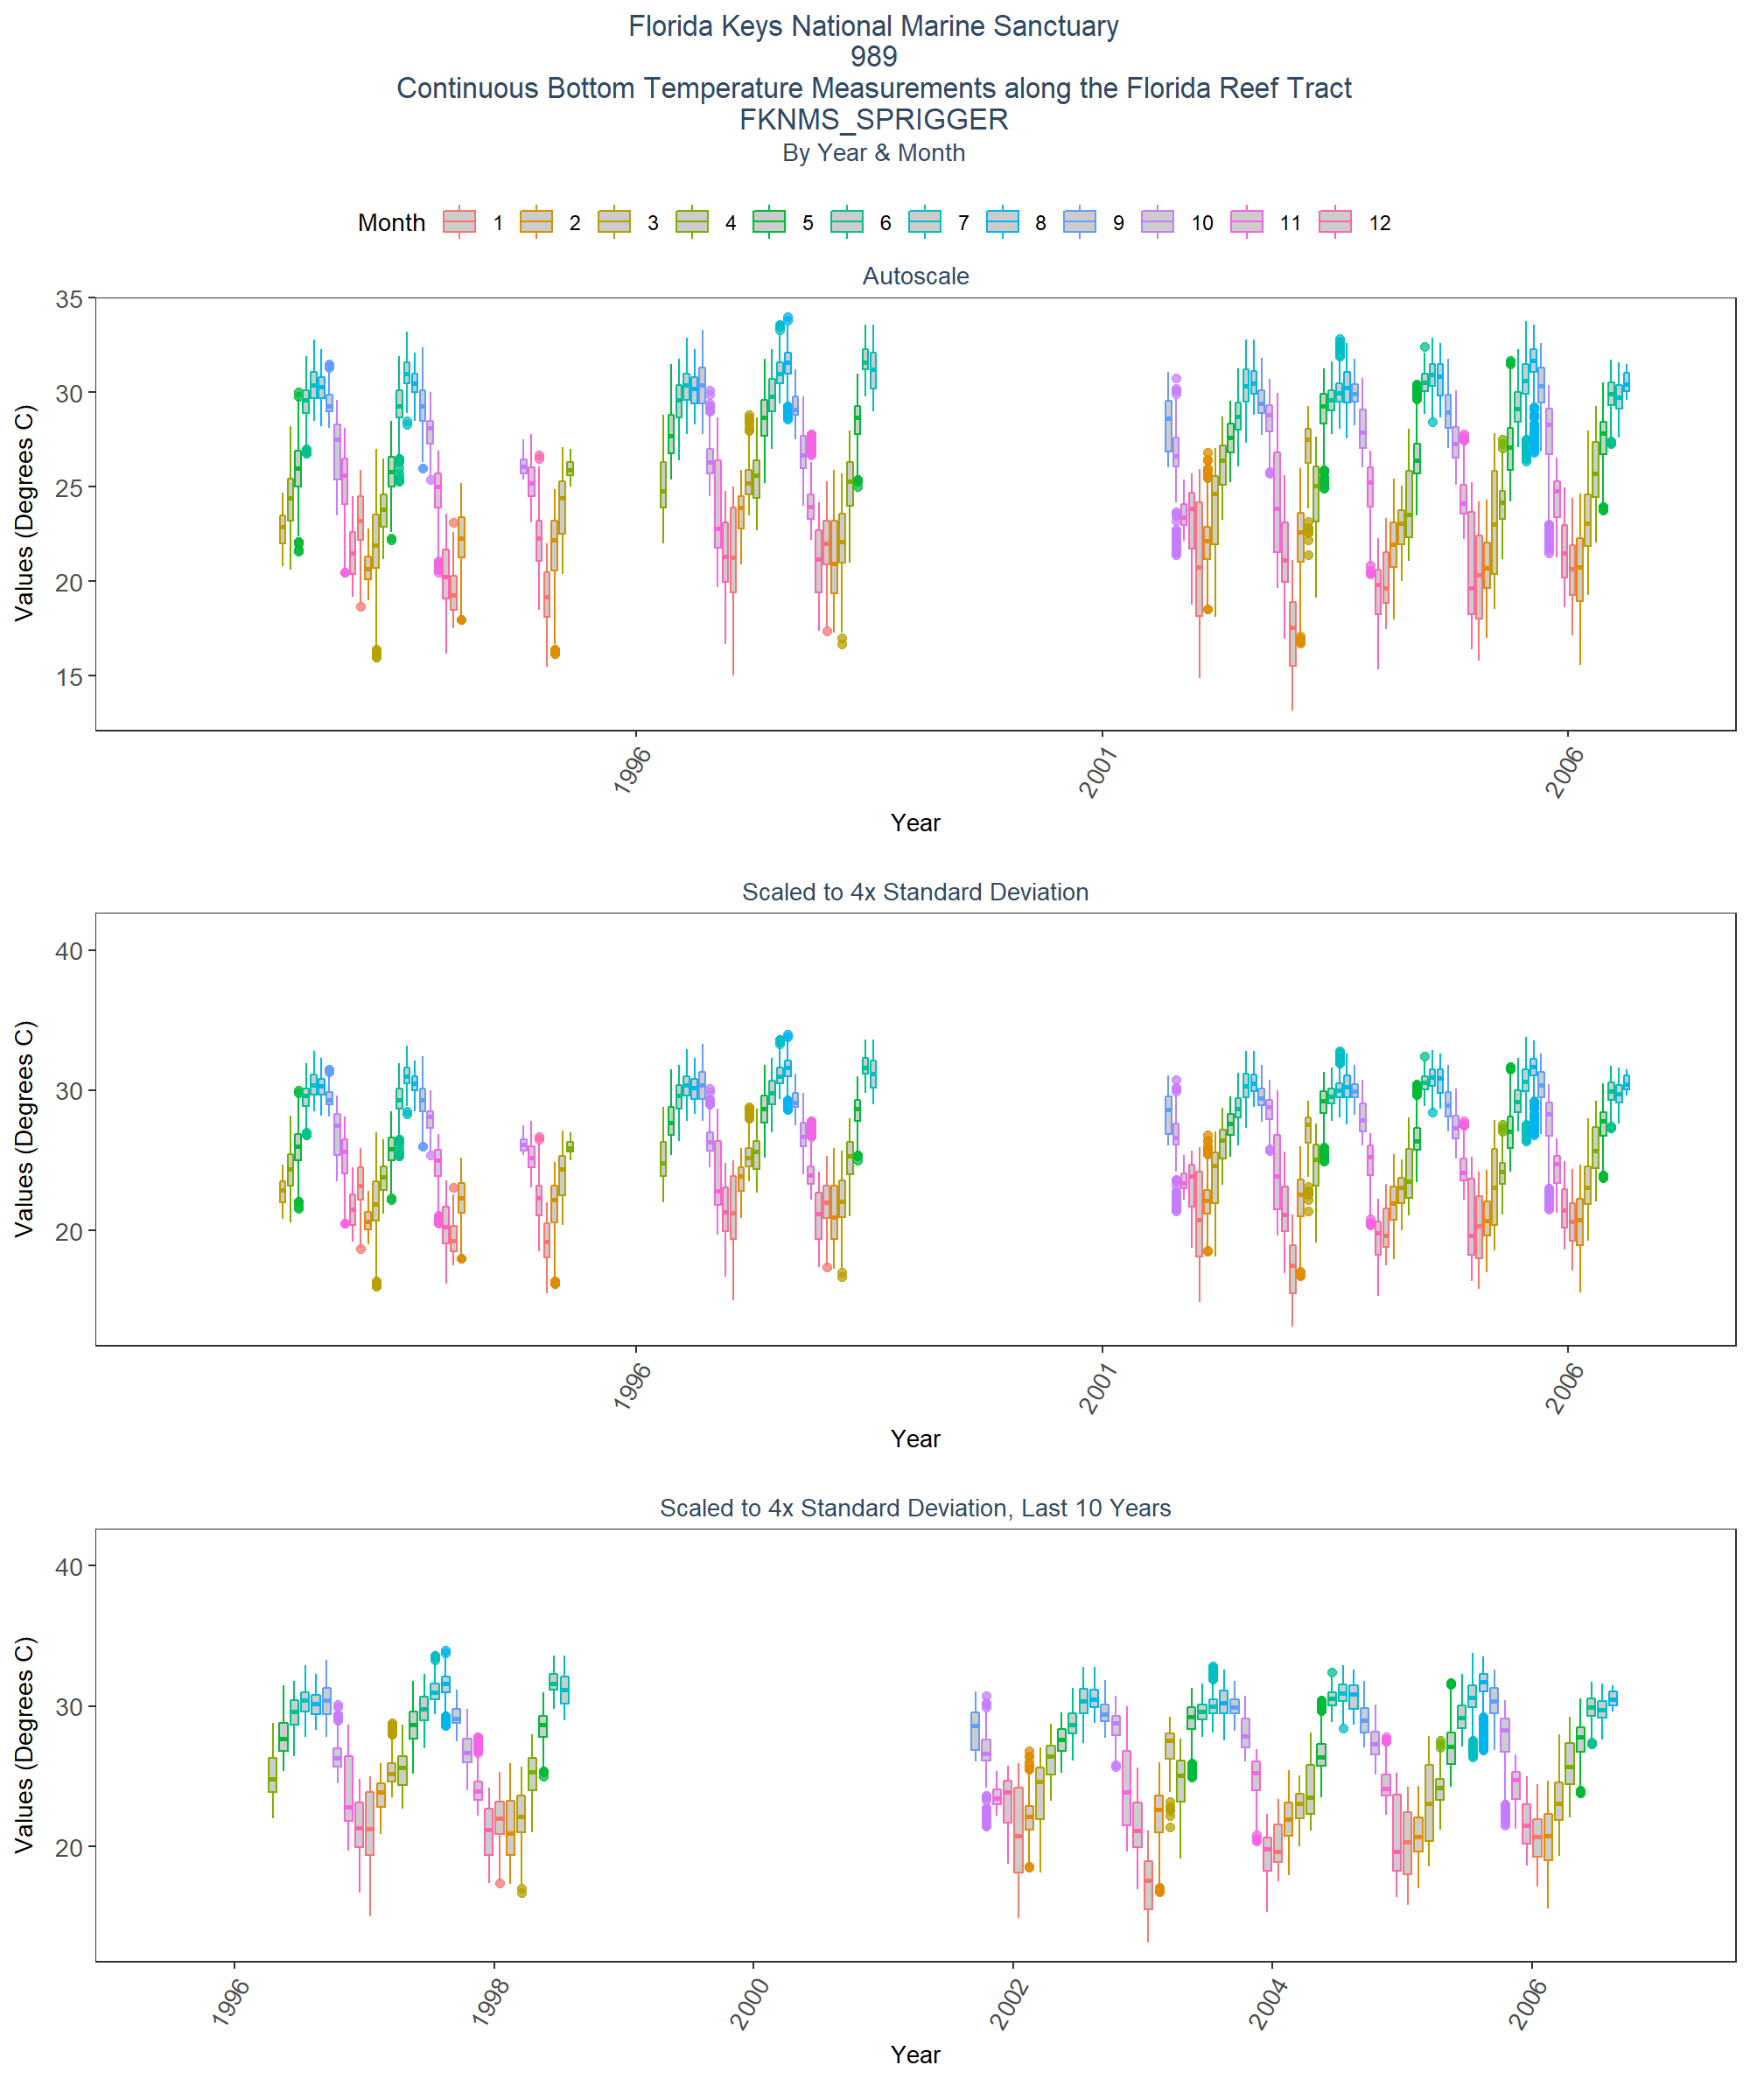 Florida Keys National Marine Sanctuary
989
Continuous Bottom Temperature Measurements along the Florida Reef Tract
FKNMS_SPRIGGER
By Year & Month
Month 1 2 3 4 5 6 7 8 9 10 11 12
Autoscale
Values (Degrees C)
35
30
25
20
15
1996 2001 2006
Year
Scaled to 4x Standard Deviation
Values (Degrees C)
40
30
20
1996 2001 2006
Year
Scaled to 4x Standard Deviation, Last 10 Years
Values (Degrees C)
40
30
20
1996 1998 2000 2002 2004 2006
Year